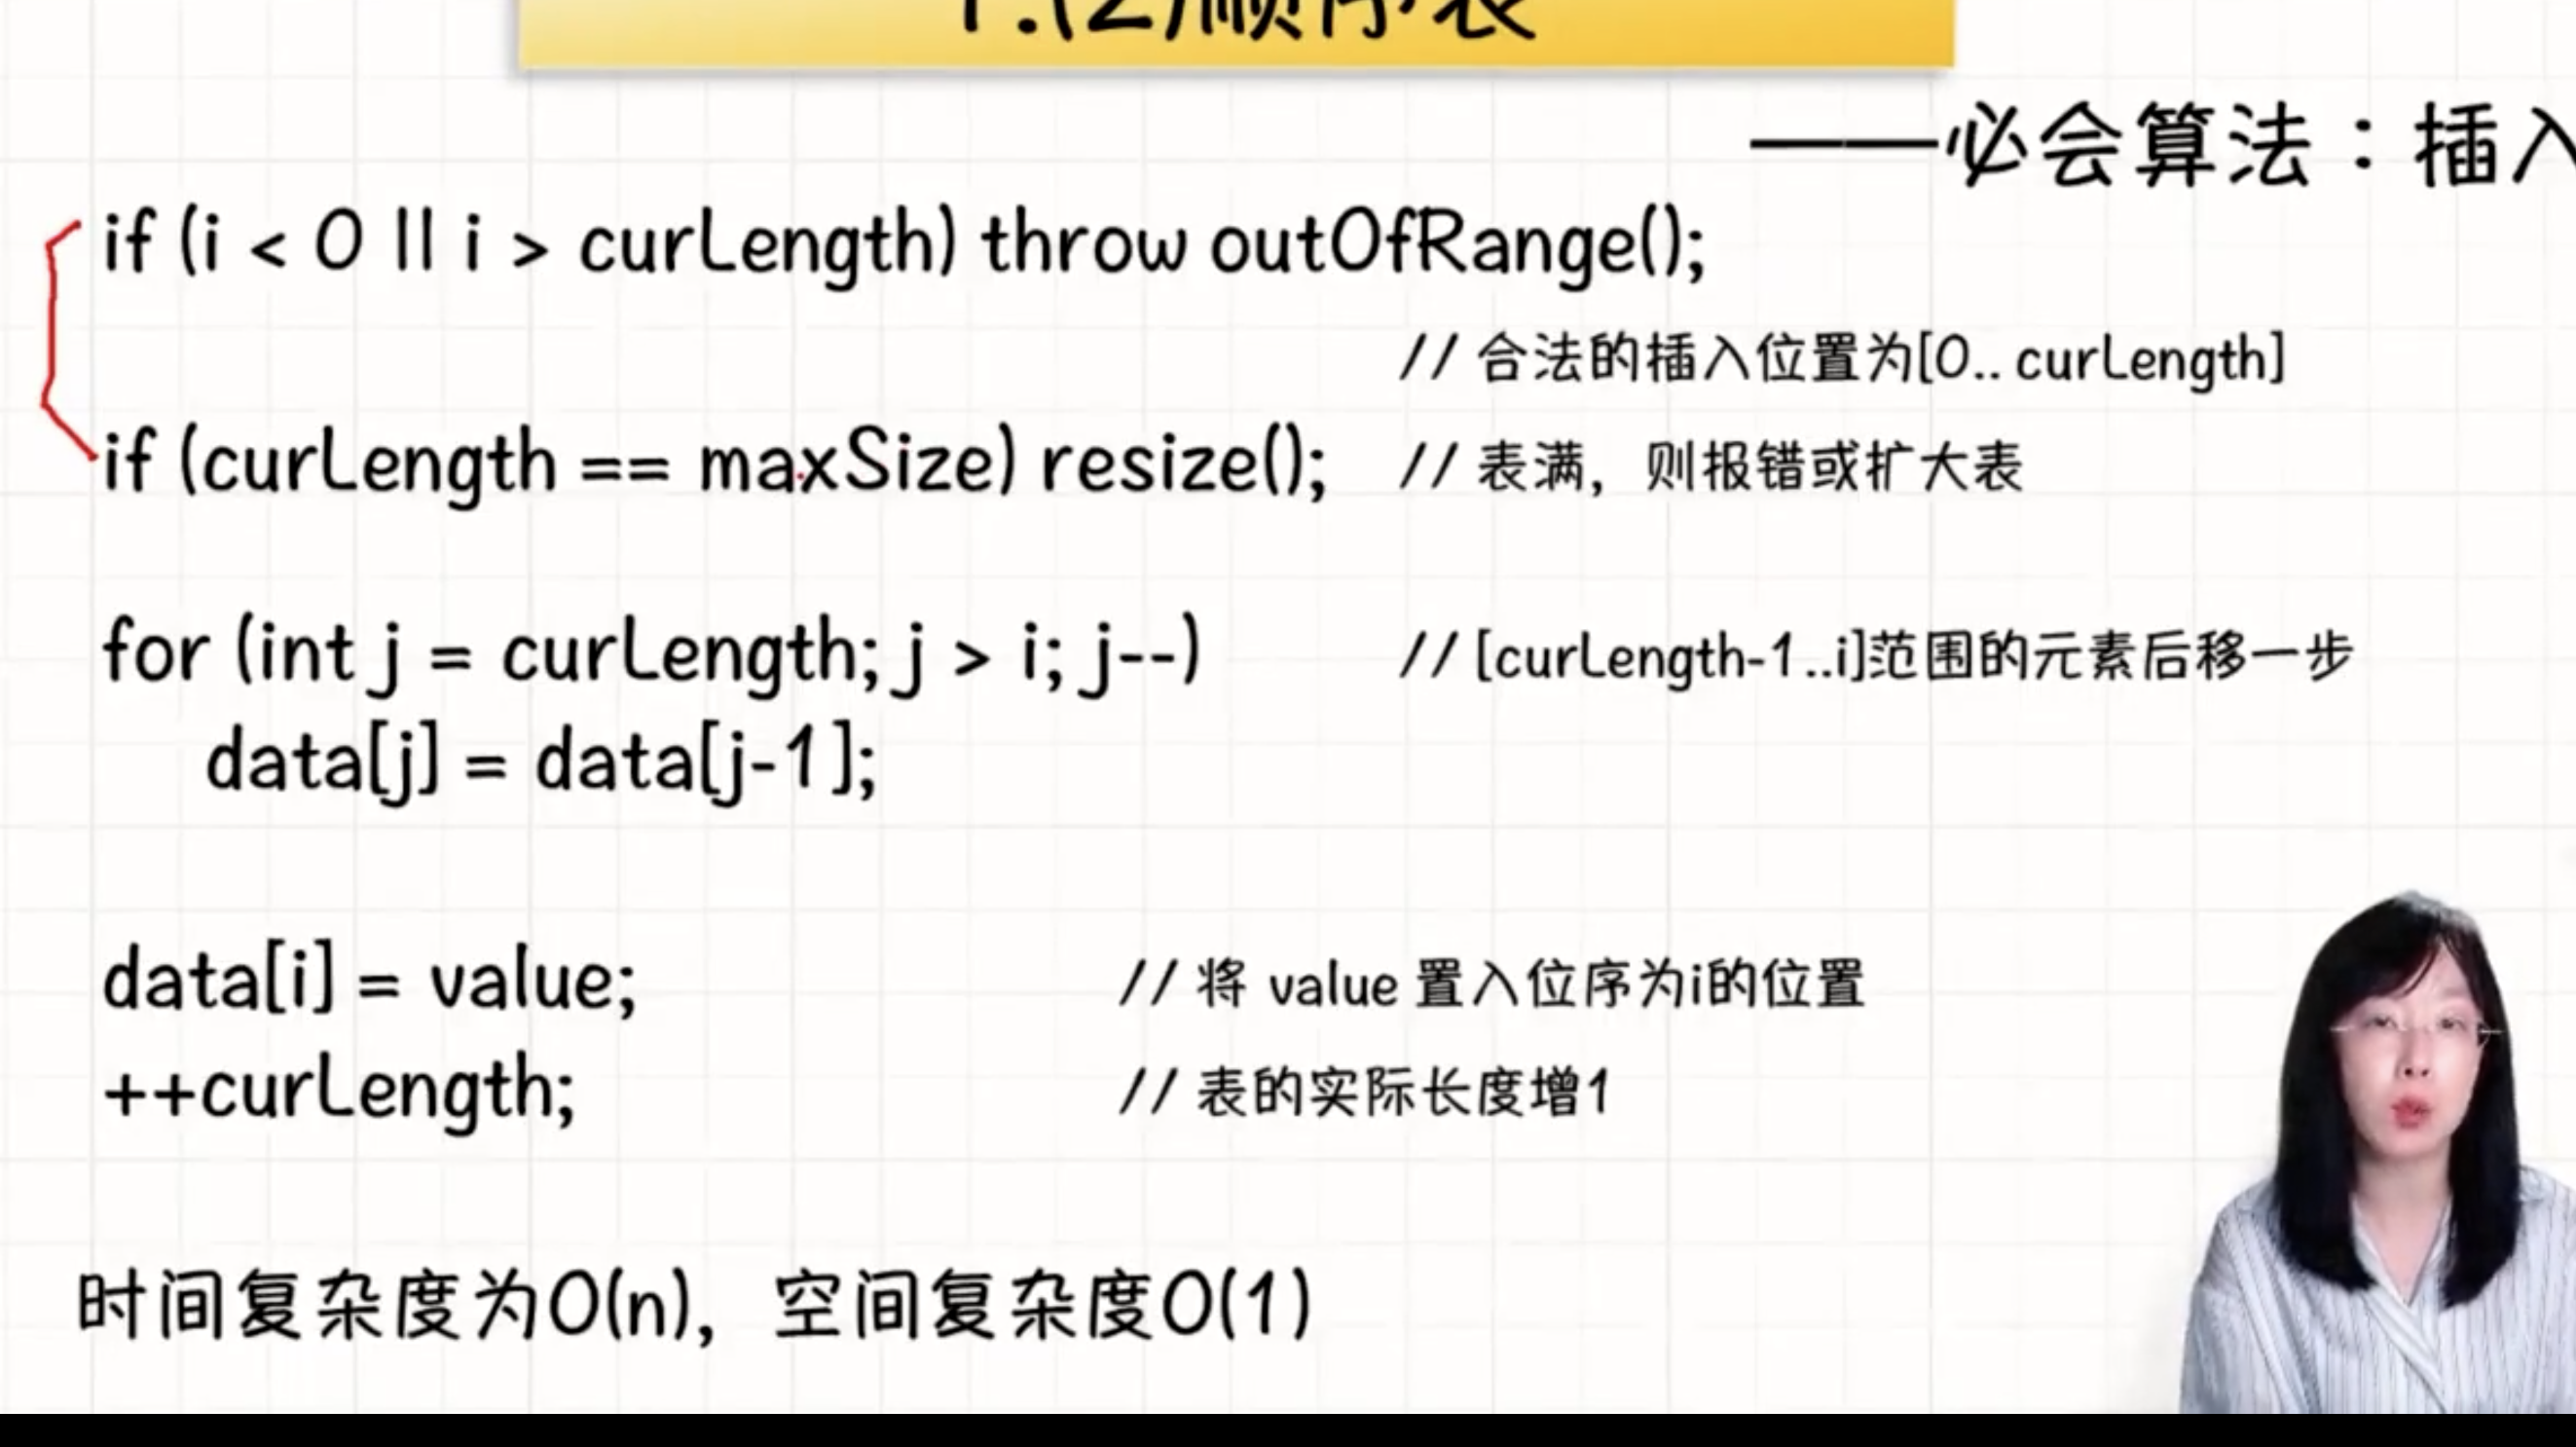 1.(2)顺序表
——必会算法：插入
if (i < 0 || i > curLength) throw outOfRange();
// 合法的插入位置为[0.. curLength]
if (curLength == maxSize) resize(); // 表满，则报错或扩大表
for (int j = curLength; j > i; j--) // [curLength-1..i]范围的元素后移一步
data[j] = data[j-1];
data[i] = value; // 将 value 置入位序为i的位置
++curLength; // 表的实际长度增1
时间复杂度为O(n)，空间复杂度O(1)